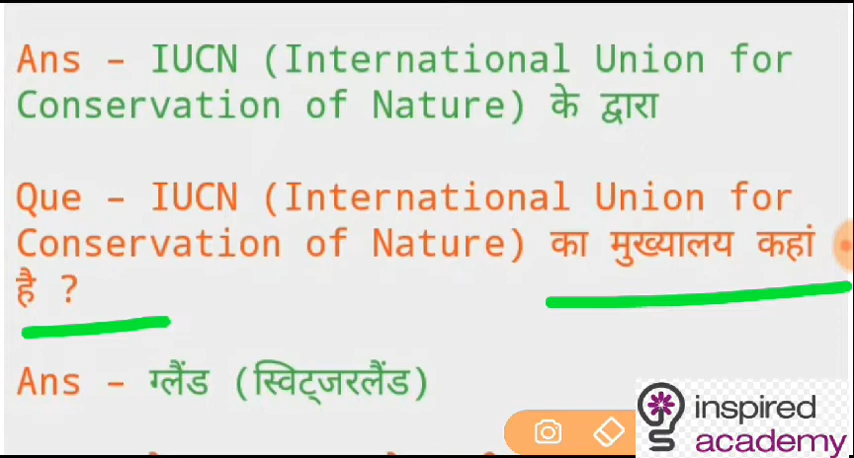 Ans – IUCN (International Union for
Conservation of Nature) के द्वारा
Que – IUCN (International Union for
Conservation of Nature) का मुख्यालय कहां
है ?
Ans – ग्लैंड (स्विट्जरलैंड)
inspired
academy